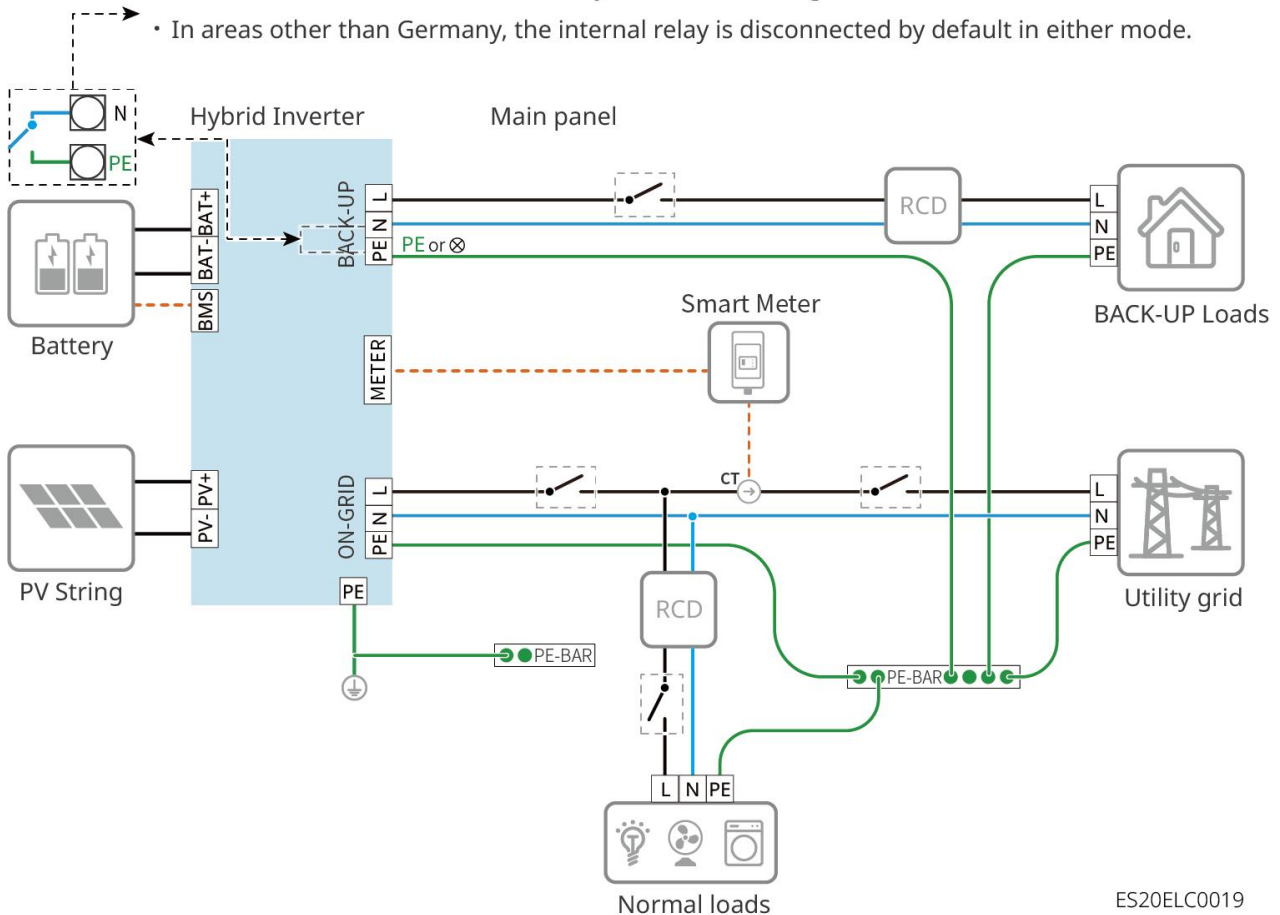 • In areas other than Germany, the internal relay is disconnected by default in either mode.
N
PE
Hybrid Inverter
Main panel
BAT+
BAT-
BMS
Battery
BACK-UP
L
N
PE
PE or ⊗
RCD
L
N
PE
BACK-UP Loads
Smart Meter
METER
PV+
PV-
PV String
ON-GRID
L
N
PE
CT
L
N
PE
Utility grid
PE
PE-BAR
RCD
PE-BAR
L N PE
Normal loads
ES20ELC0019